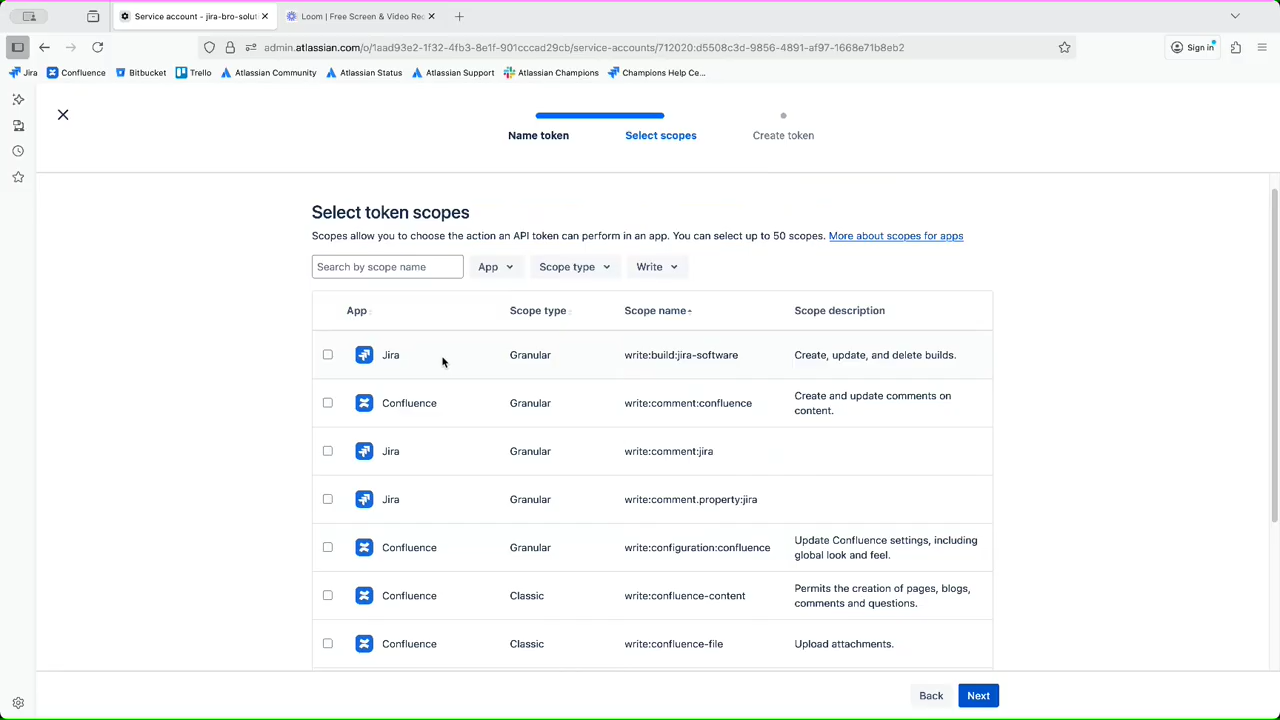 Service account - jira-bro-solut
Loom | Free Screen & Video Rec
admin.atlassian.com/o/1aad93e2-1f32-4fb3-8e1f-901cccad29cb/service-accounts/712020:d5508c3d-9856-4891-af97-1668e71b8eb2
Sign in
Jira
Confluence
Bitbucket
Trello
Atlassian Community
Atlassian Status
Atlassian Support
Atlassian Champions
Champions Help Ce...
Name token
Select scopes
Create token
Select token scopes
Scopes allow you to choose the action an API token can perform in an app. You can select up to 50 scopes. More about scopes for apps
Search by scope name
App
Scope type
Write
App Scope type Scope name Scope description
Jira Granular write:build:jira-software Create, update, and delete builds.
Confluence Granular write:comment:confluence Create and update comments on
content.
Jira Granular write:comment:jira
Jira Granular write:comment.property:jira
Confluence Granular write:configuration:confluence Update Confluence settings, including
global look and feel.
Confluence Classic write:confluence-content Permits the creation of pages, blogs,
comments and questions.
Confluence Classic write:confluence-file Upload attachments.
Back
Next